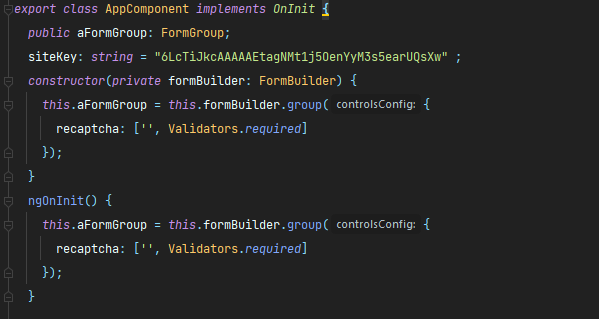 export class AppComponent implements OnInit {
public aFormGroup: FormGroup;
siteKey: string = "6LcTiJkcAAAAAEtagNMt1j5OenYyM3s5earUQsXw" ;
constructor(private formBuilder: FormBuilder) {
this.aFormGroup = this.formBuilder.group( controlsConfig: {
recaptcha: ['', Validators.required]
});
}
ngOnInit() {
this.aFormGroup = this.formBuilder.group( controlsConfig: {
recaptcha: ['', Validators.required]
});
}